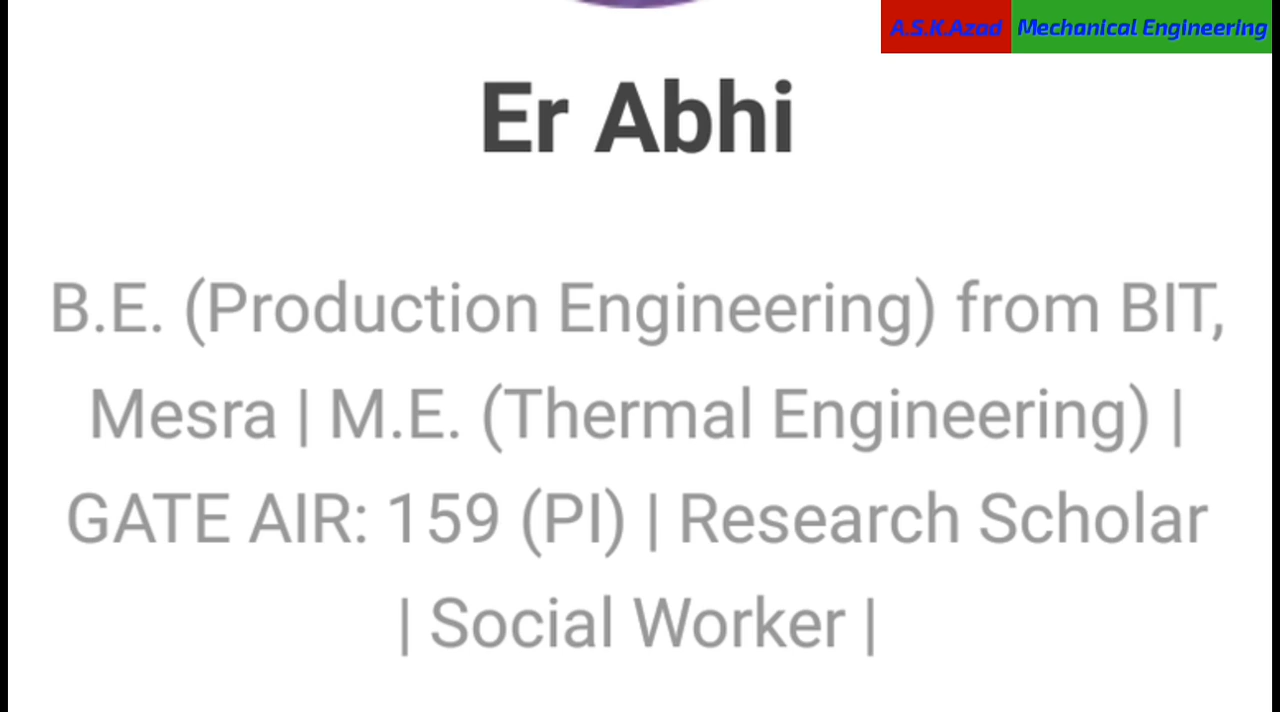 A.S.K.Azad Mechanical Engineering
Er Abhi
B.E. (Production Engineering) from BIT,
Mesra | M.E. (Thermal Engineering) |
GATE AIR: 159 (PI) | Research Scholar
| Social Worker |